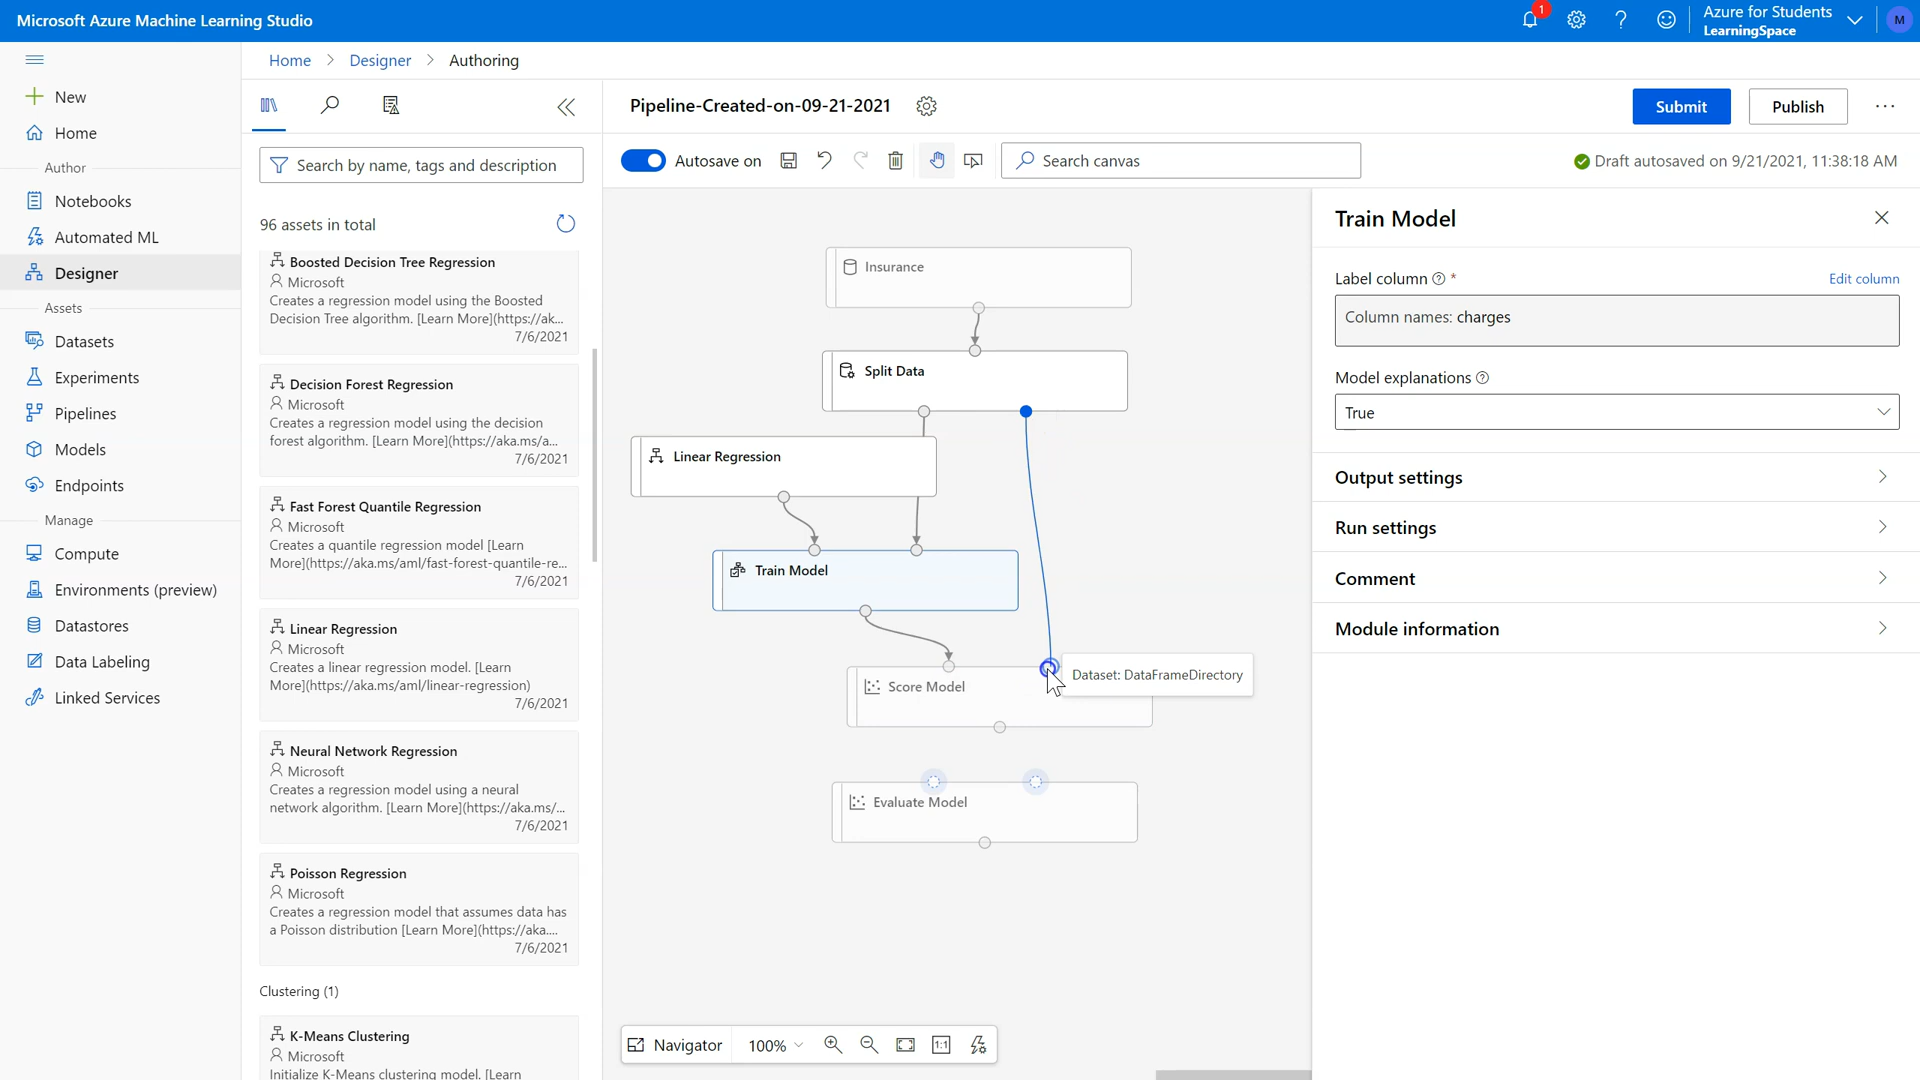 Microsoft Azure Machine Learning Studio
1
Azure for Students
LearningSpace
M
New
Home
Author
Notebooks
Automated ML
Designer
Assets
Datasets
Experiments
Pipelines
Models
Endpoints
Manage
Compute
Environments (preview)
Datastores
Data Labeling
Linked Services
Home > Designer > Authoring
Search by name, tags and description
96 assets in total
Boosted Decision Tree Regression
Microsoft
Creates a regression model using the Boosted
Decision Tree algorithm. [Learn More](https://ak...
7/6/2021
Decision Forest Regression
Microsoft
Creates a regression model using the decision
forest algorithm. [Learn More](https://aka.ms/a...
7/6/2021
Fast Forest Quantile Regression
Microsoft
Creates a quantile regression model [Learn
More](https://aka.ms/aml/fast-forest-quantile-re...
7/6/2021
Linear Regression
Microsoft
Creates a linear regression model. [Learn
More](https://aka.ms/aml/linear-regression)
7/6/2021
Neural Network Regression
Microsoft
Creates a regression model using a neural
network algorithm. [Learn More](https://aka.ms/...
7/6/2021
Poisson Regression
Microsoft
Creates a regression model that assumes data has
a Poisson distribution [Learn More](https://aka....
7/6/2021
Clustering (1)
K-Means Clustering
Microsoft
Initialize K-Means clustering model. [Learn
Pipeline-Created-on-09-21-2021
Submit
Publish
Autosave on
Search canvas
Draft autosaved on 9/21/2021, 11:38:18 AM
Insurance
Split Data
Linear Regression
Train Model
Score Model
Dataset: DataFrameDirectory
Evaluate Model
Navigator
100%
1:1
Train Model
Label column *
Edit column
Column names: charges
Model explanations
True
Output settings
Run settings
Comment
Module information